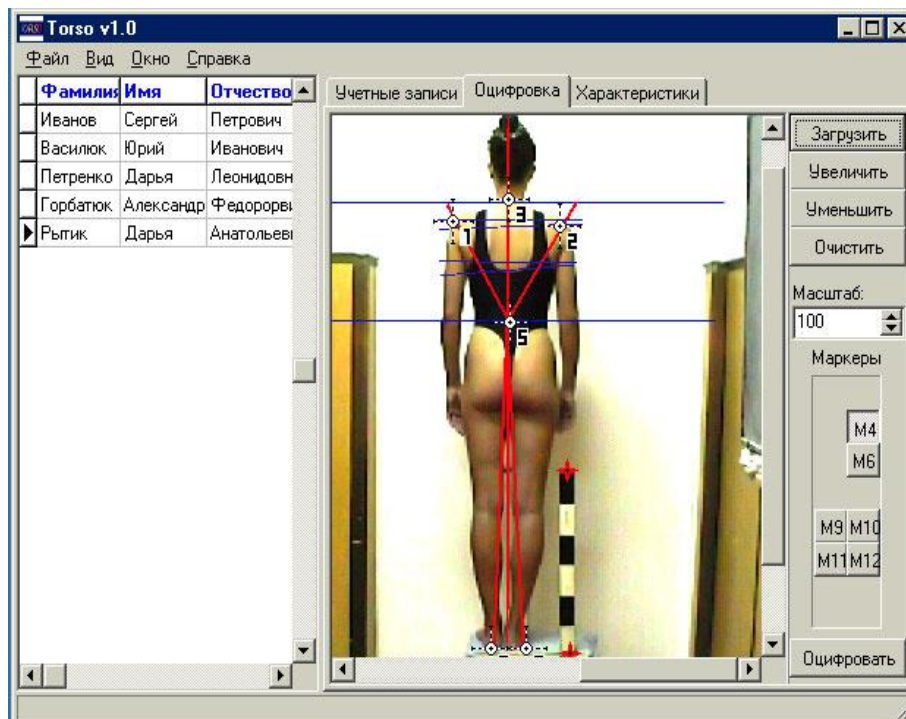 Torso v1.0
Файл Вид Окно Справка
Фамилия Имя Отчество
Иванов Сергей Петрович
Василюк Юрий Иванович
Петренко Дарья Леонидовн
Горбатюк Александр Федорорви
Рытик Дарья Анатольеви
Учетные записи Оцифровка Характеристики
Загрузить
Увеличить
Уменьшить
Очистить
Масштаб:
100
Маркеры
M4
M6
M9 M10
M11 M12
Оцифровать
3
1 2
5